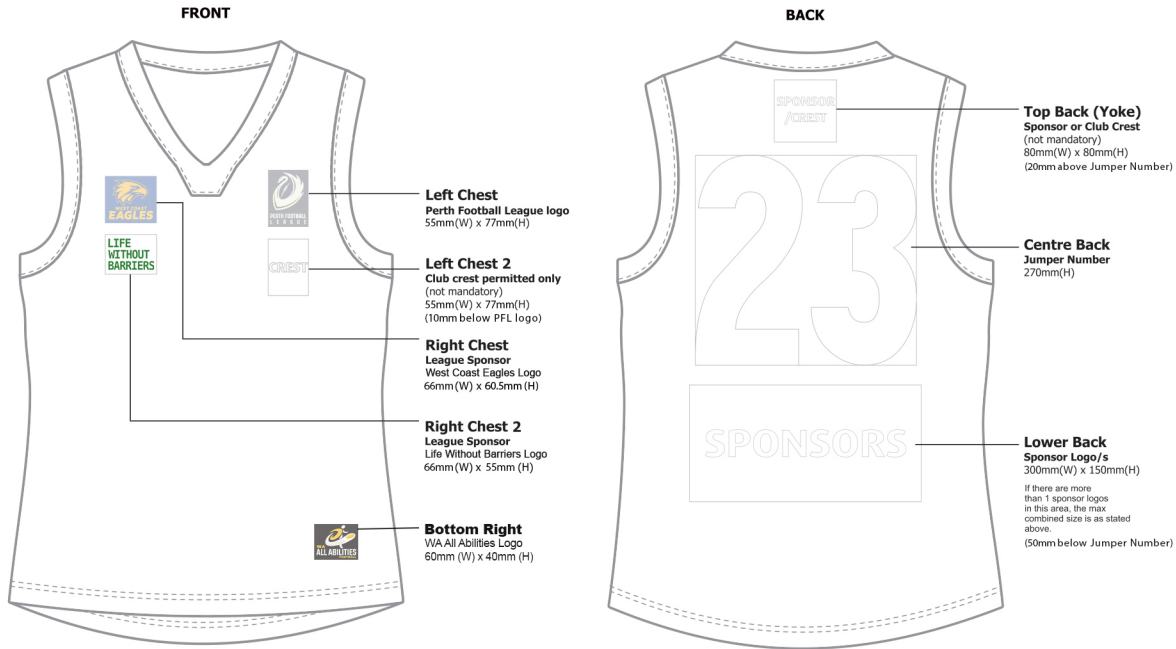 FRONT
WEST COAST
EAGLES
LIFE
WITHOUT
BARRIERS
PERTH FOOTBALL
LEAGUE
CREST
WA
ALL ABILITIES
Left Chest
Perth Football League logo
55mm(W) x 77mm(H)
Left Chest 2
Club crest permitted only
(not mandatory)
55mm(W) x 77mm(H)
(10mm below PFL logo)
Right Chest
League Sponsor
West Coast Eagles Logo
66mm(W) x 60.5mm(H)
Right Chest 2
League Sponsor
Life Without Barriers Logo
66mm(W) x 55mm (H)
Bottom Right
WA All Abilities Logo
60mm (W) x 40mm (H)
BACK
SPONSOR
/CREST
23
SPONSORS
Top Back (Yoke)
Sponsor or Club Crest
(not mandatory)
80mm(W) x 80mm(H)
(20mm above Jumper Number)
Centre Back
Jumper Number
270mm(H)
Lower Back
Sponsor Logo/s
300mm(W) x 150mm(H)
If there are more
than 1 sponsor logos
in this area, the max
combined size is as stated
above.
(50mm below Jumper Number)